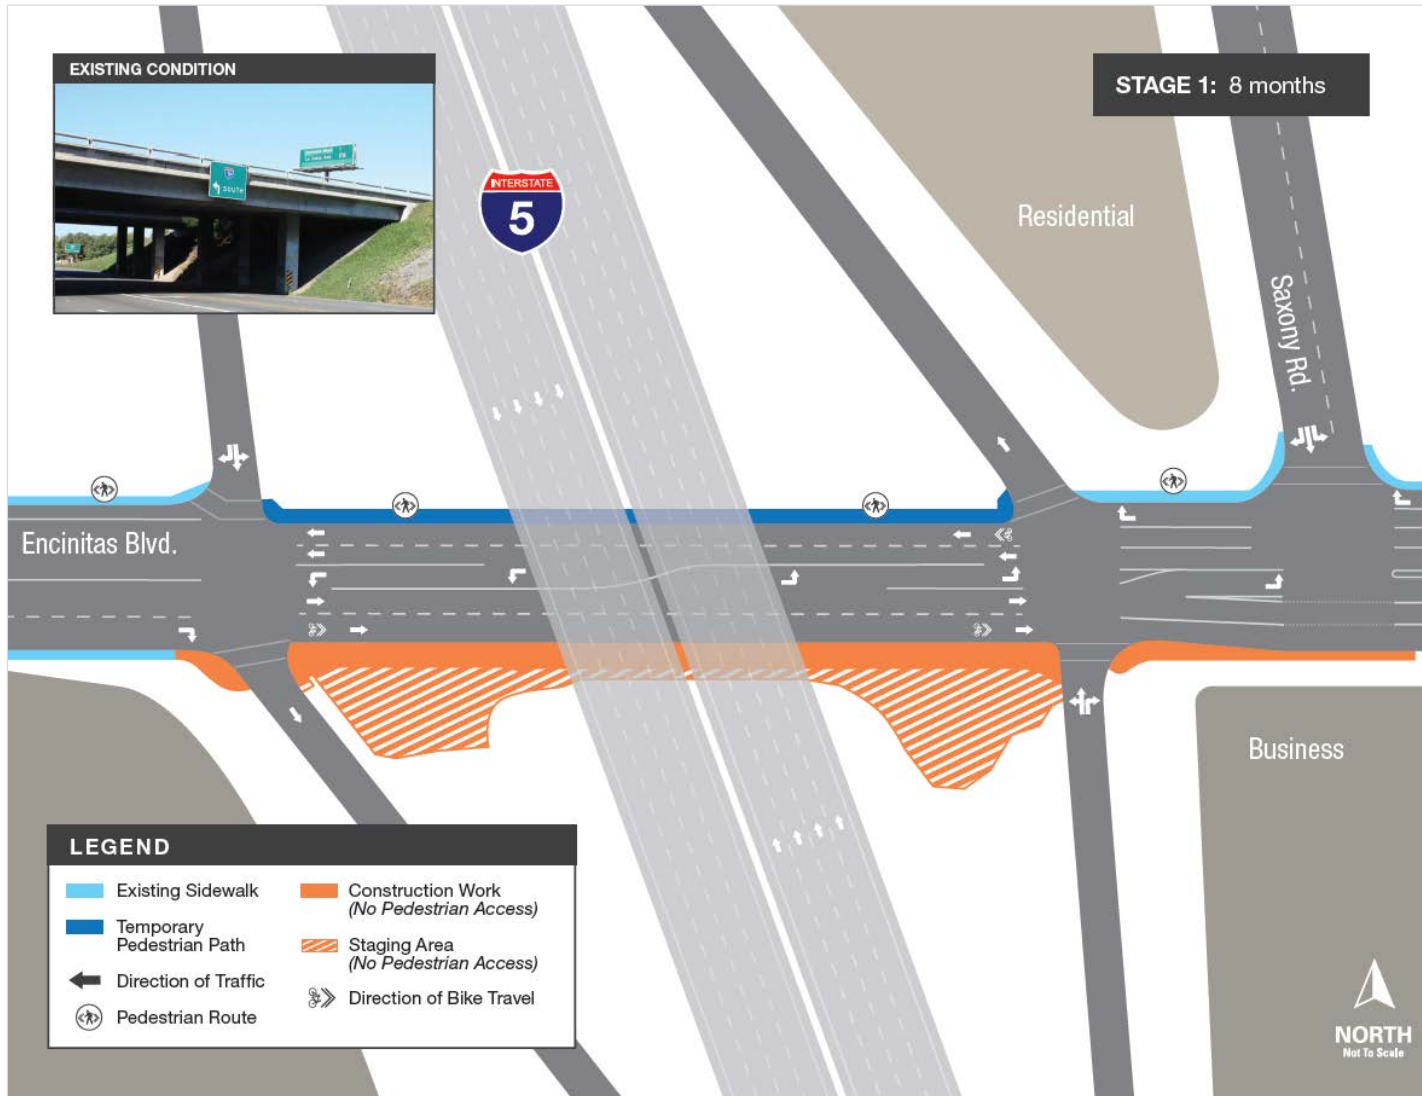 EXISTING CONDITION
SOUTH
STAGE 1: 8 months
INTERSTATE
5
Residential
Saxony Rd.
Encinitas Blvd.
Business
LEGEND
Existing Sidewalk
Temporary
Pedestrian Path
Direction of Traffic
Pedestrian Route
Construction Work
(No Pedestrian Access)
Staging Area
(No Pedestrian Access)
Direction of Bike Travel
NORTH
Not To Scale